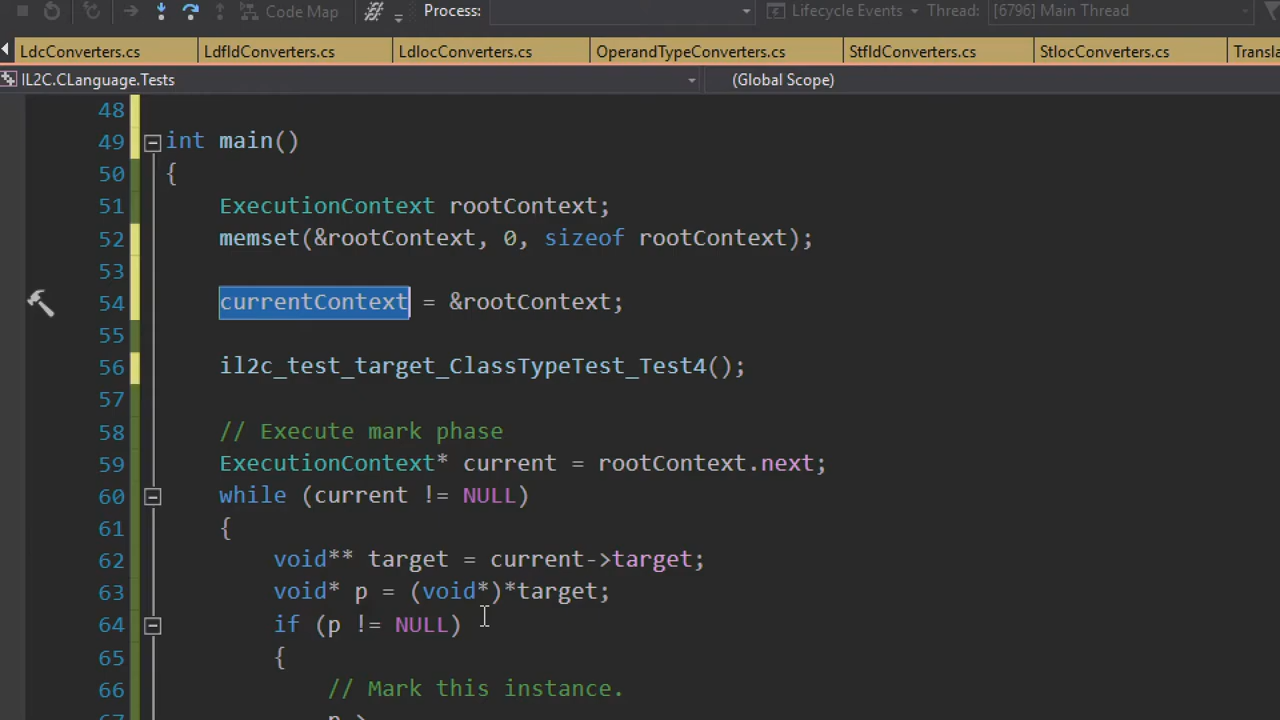 Code Map Process: Lifecycle Events Thread: [6796] Main Thread
LdcConverters.cs LdfldConverters.cs LdlocConverters.cs OperandTypeConverters.cs StfldConverters.cs StlocConverters.cs Transla
IL2C.CLanguage.Tests (Global Scope)
48
49 int main()
50 {
51 ExecutionContext rootContext;
52 memset(&rootContext, 0, sizeof rootContext);
53
54 currentContext = &rootContext;
55
56 il2c_test_target_ClassTypeTest_Test4();
57
58 // Execute mark phase
59 ExecutionContext* current = rootContext.next;
60 while (current != NULL)
61 {
62 void** target = current->target;
63 void* p = (void*)*target;
64 if (p != NULL)
65 {
66 // Mark this instance.
67 p->